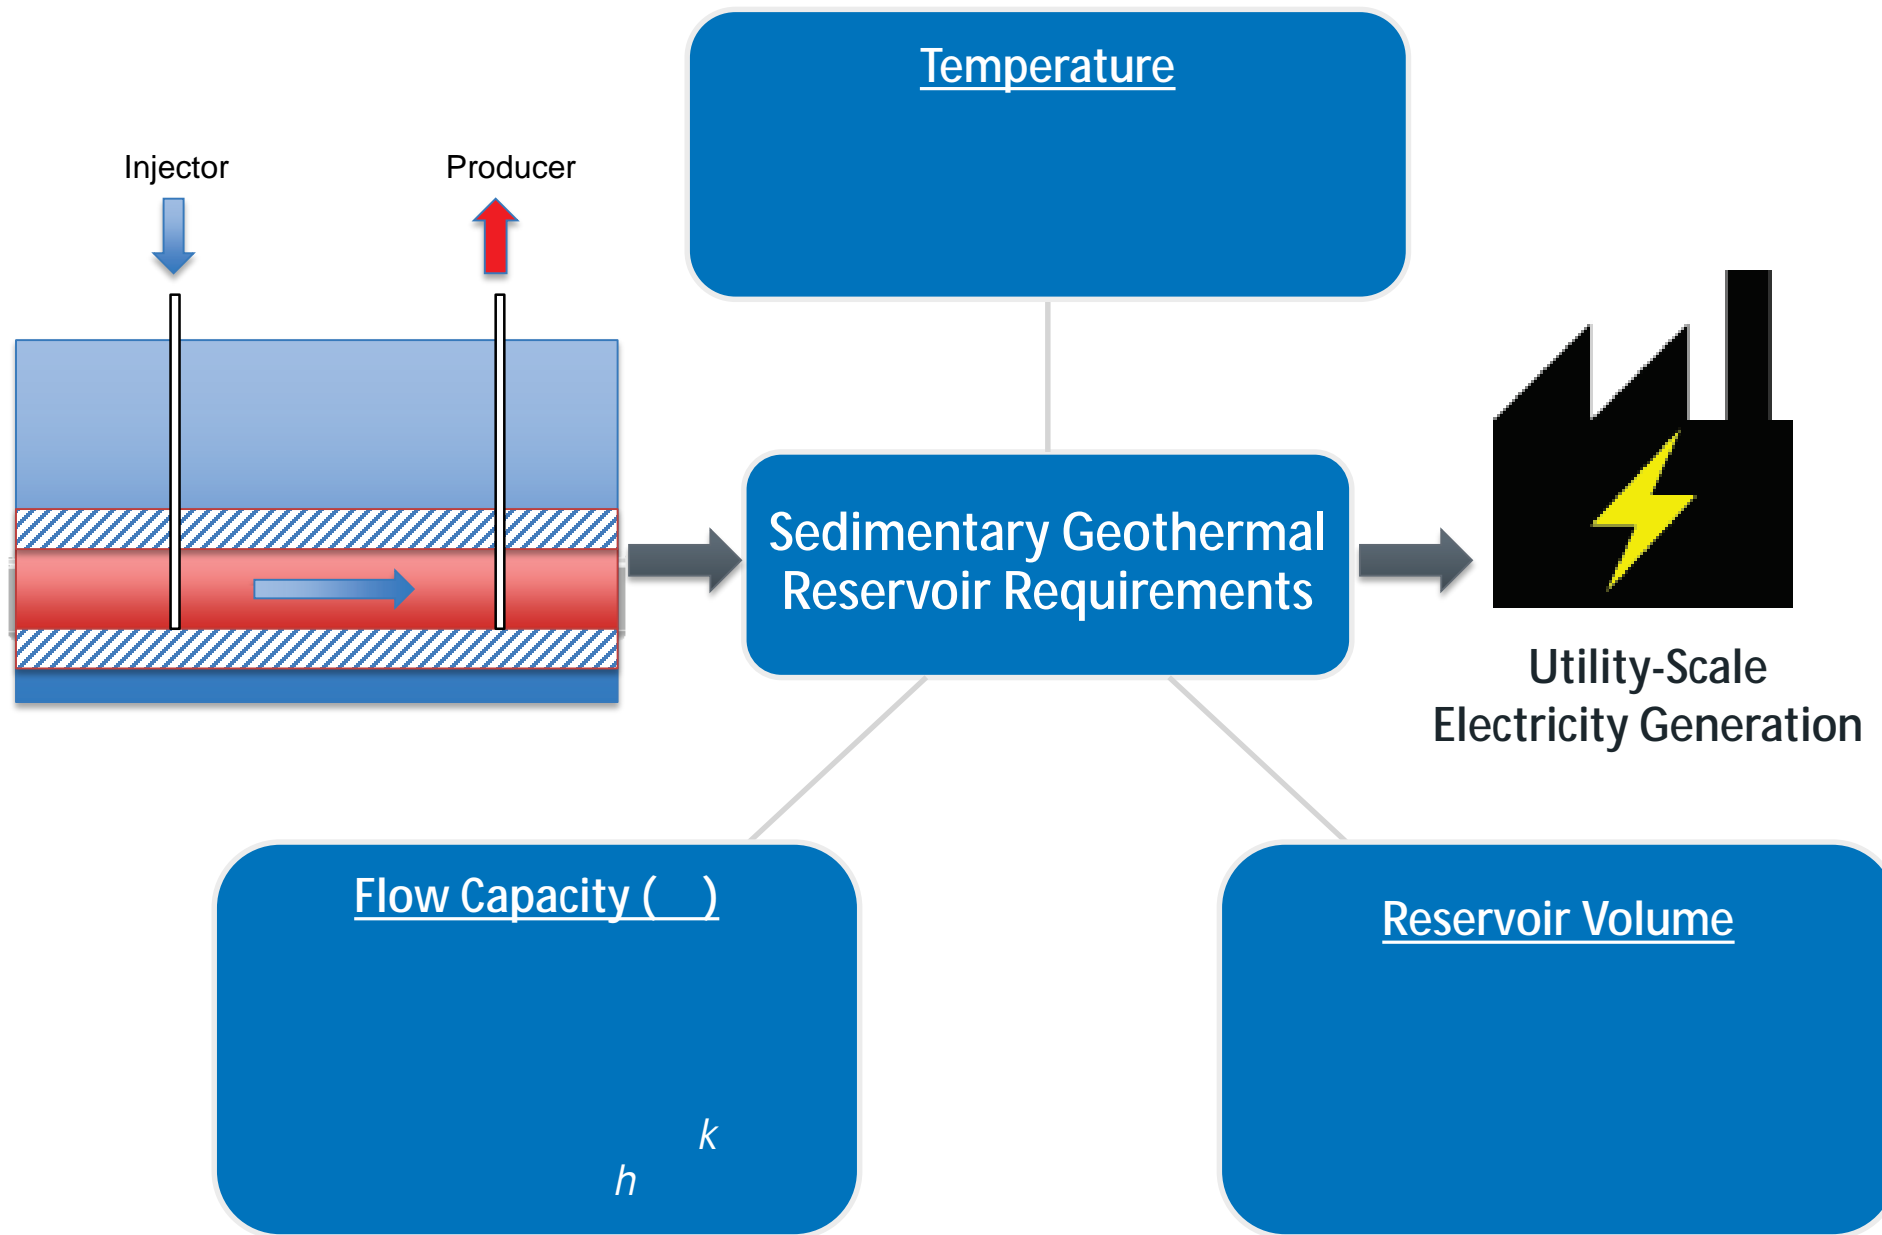 Temperature
Injector
Producer
Sedimentary Geothermal
Reservoir Requirements
Utility-Scale
Electricity Generation
Flow Capacity ( )
k
h
Reservoir Volume